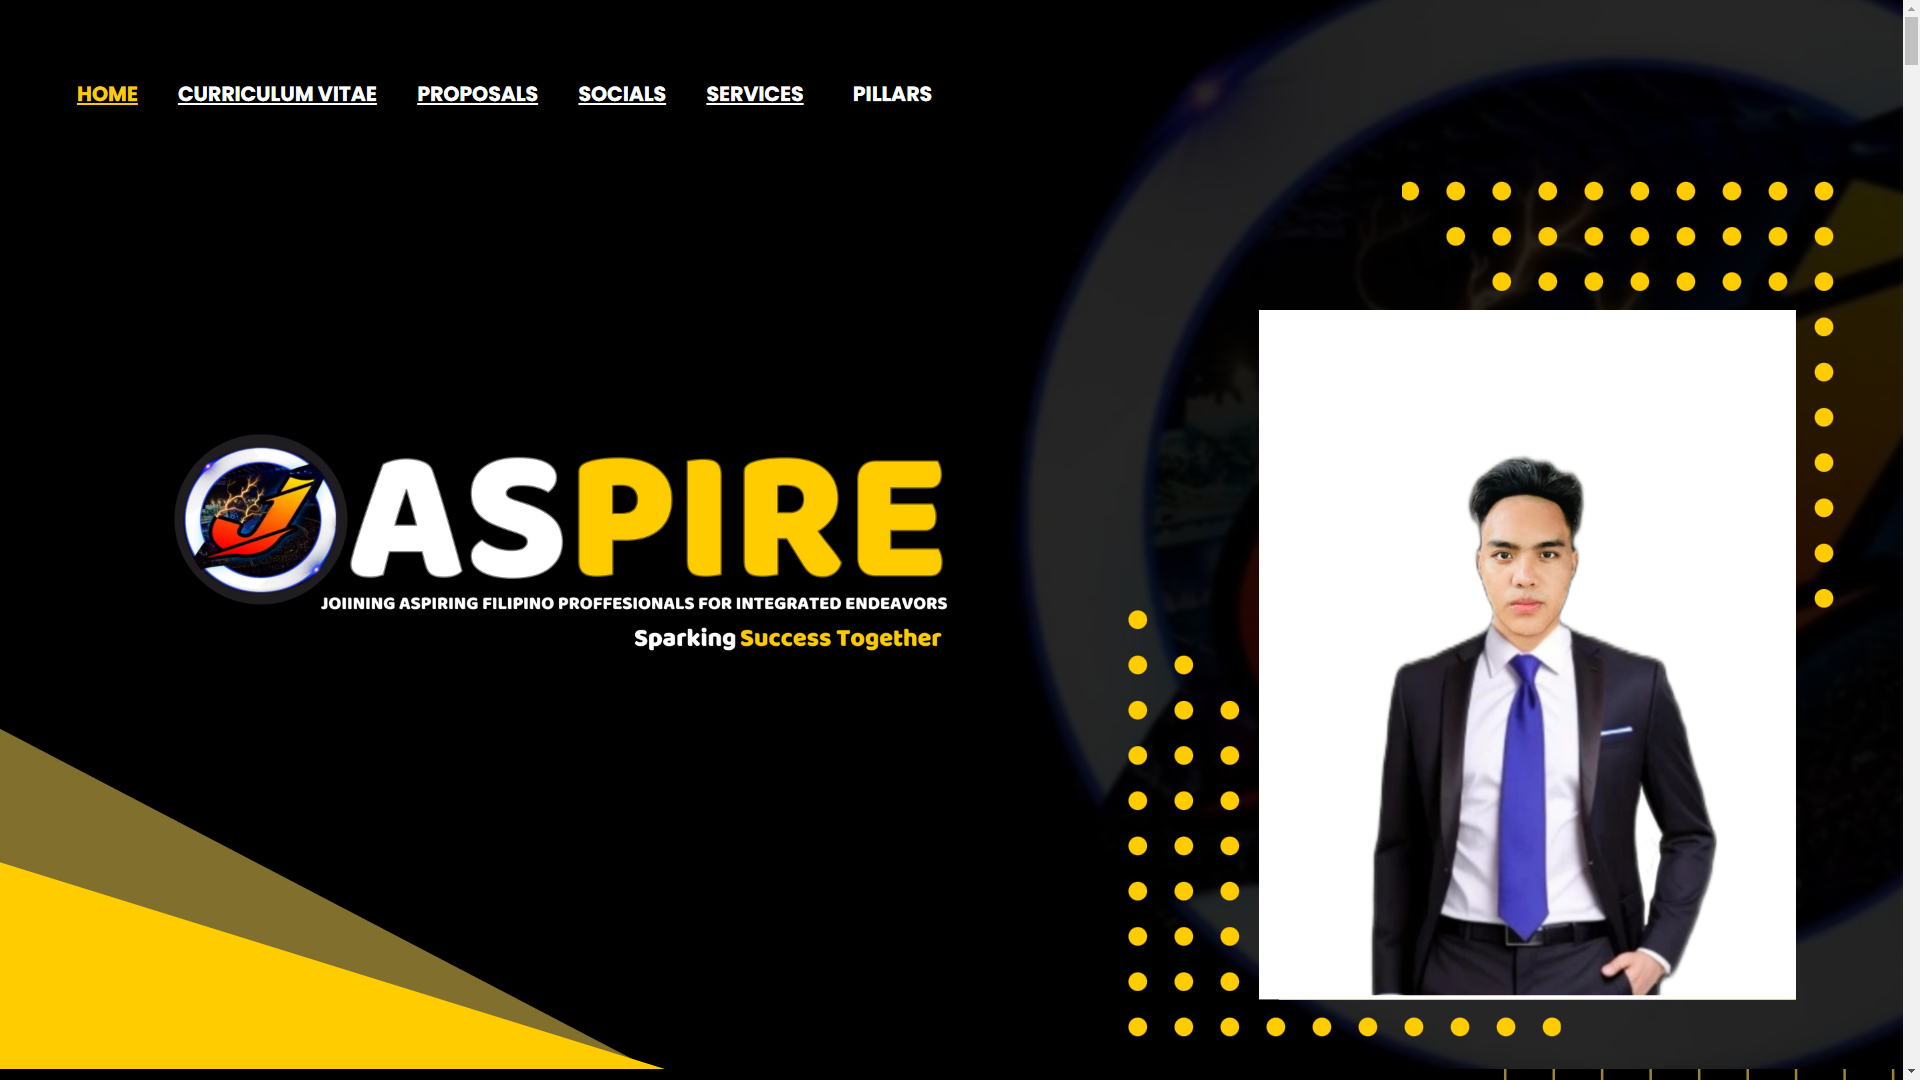 HOME CURRICULUM VITAE PROPOSALS SOCIALS SERVICES PILLARS
J ASPIRE
JOIINING ASPIRING FILIPINO PROFFESIONALS FOR INTEGRATED ENDEAVORS
Sparking Success Together